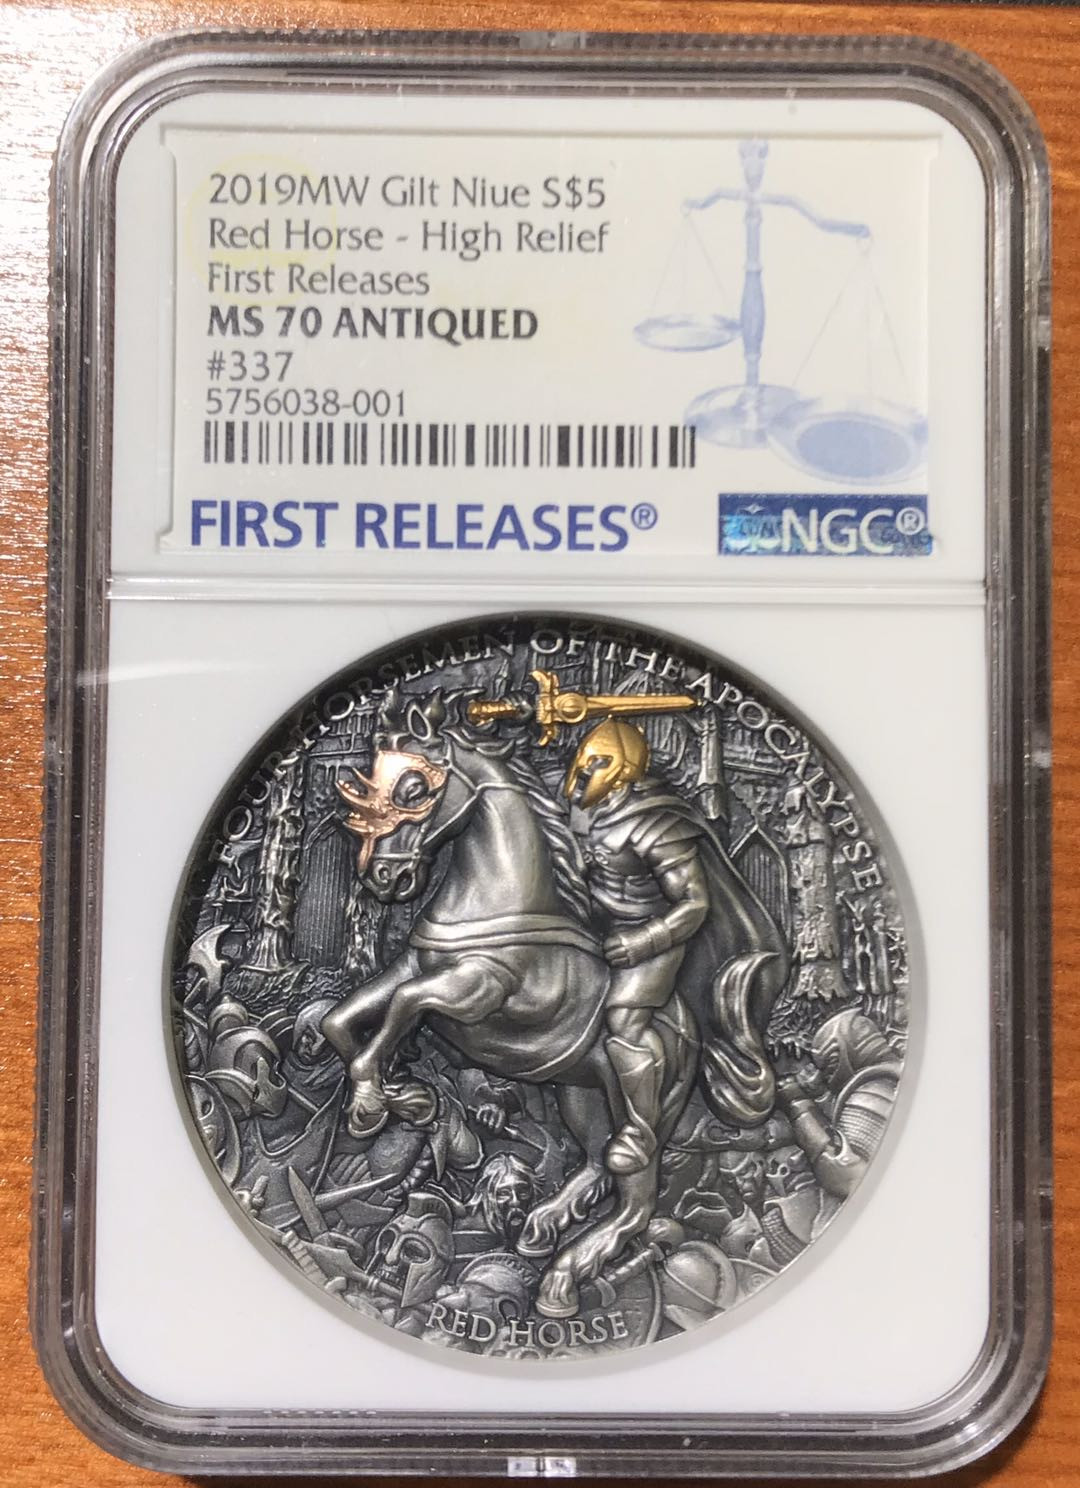 2019MW Gilt Niue S$5
Red Horse - High Relief
First Releases
MS 70 ANTIQUED
#337
5756038-001
FIRST RELEASES®
NGC®
FOUR HORSEMEN OF THE APOCALYPSE
RED HORSE